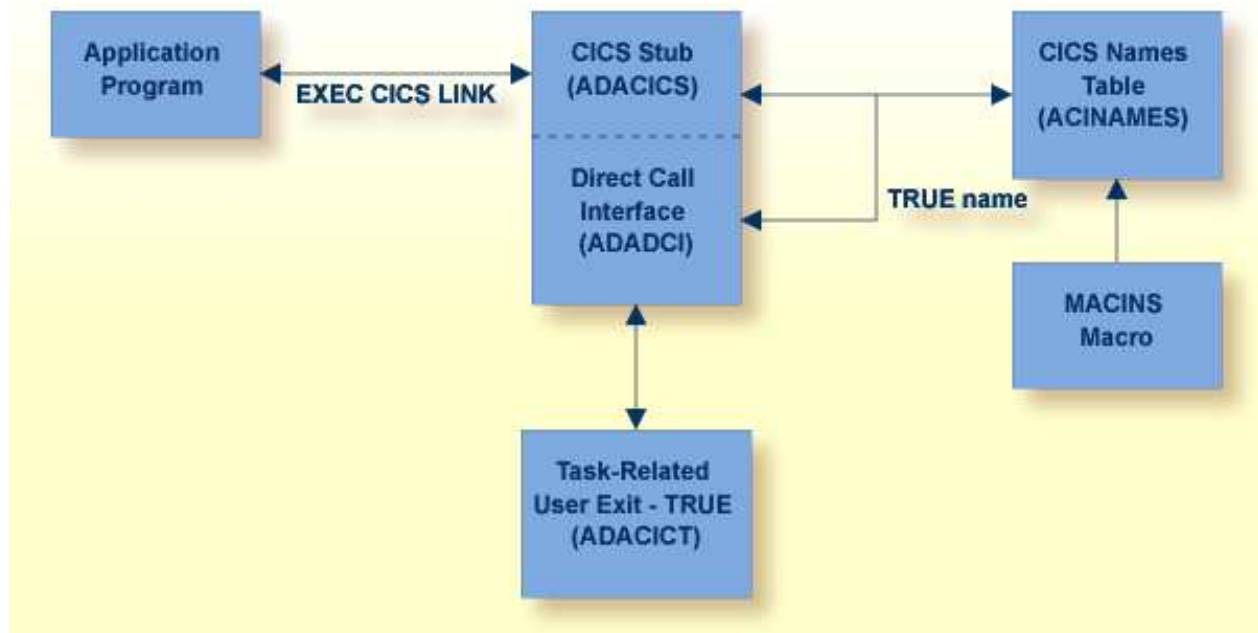 Application
Program
EXEC CICS LINK
CICS Stub
(ADACICS)
Direct Call
Interface
(ADADCI)
CICS Names
Table
(ACINAMES)
TRUE name
MACINS
Macro
Task-Related
User Exit - TRUE
(ADACICT)